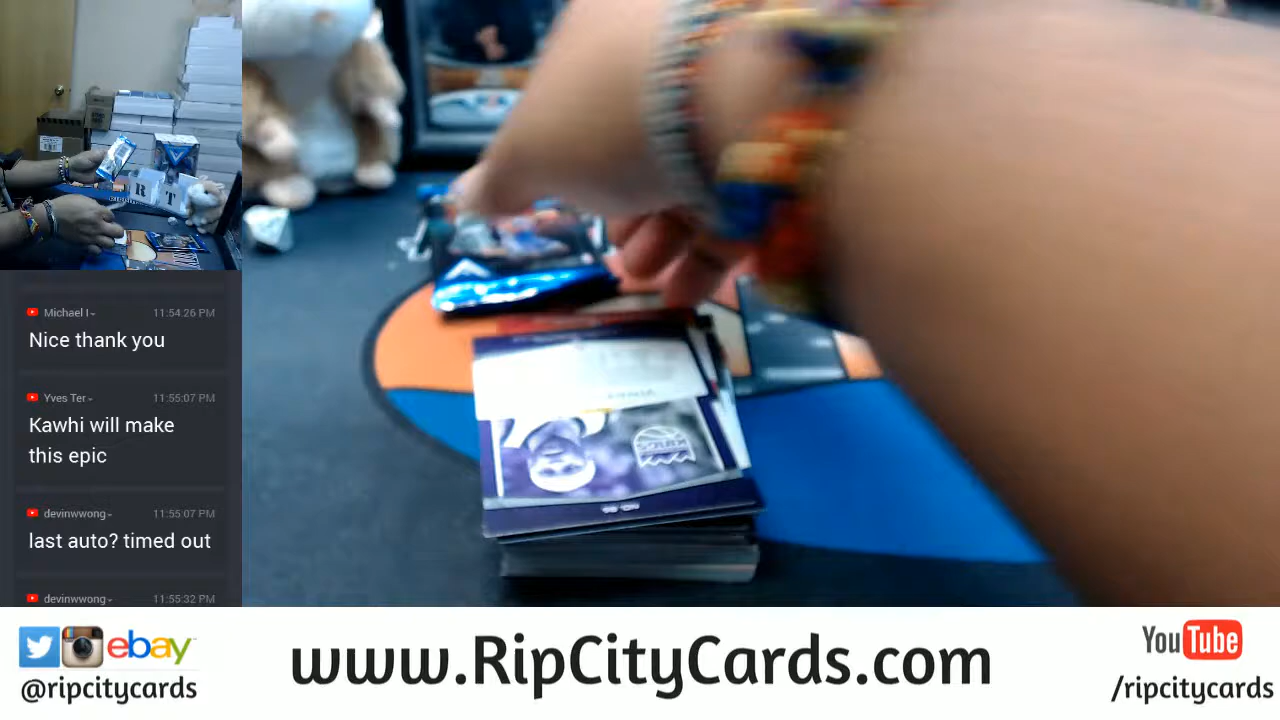 R T
Michael I
11:54:26 PM
Nice thank you
Yves Ter
11:55:07 PM
Kawhi will make
this epic
devinwwong
11:55:07 PM
last auto? timed out
devinwwong
11:55:32 PM
KINGS
ebay
@ripcitycards
www.RipCityCards.com
YouTube
/ripcitycards